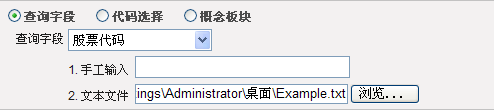 查询字段 代码选择 概念板块
查询字段 股票代码
1. 手工输入
2. 文本文件 ings\Administrator\桌面\Example.txt 浏览...